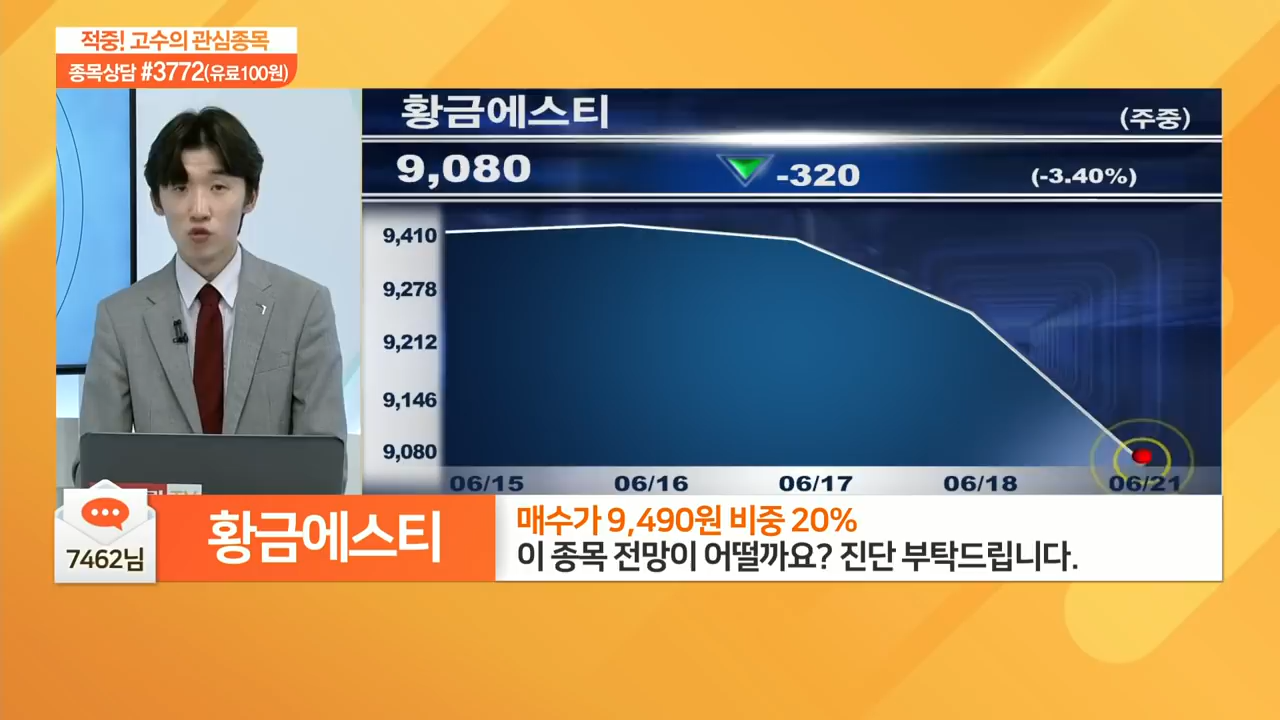 적중! 고수의 관심종목
종목상담 #3772(유료100원)
황금에스티
(주중)
9,080
-320
(-3.40%)
9,410
9,278
9,212
9,146
9,080
06/15 06/16 06/17 06/18 06/21
7462님
황금에스티
매수가 9,490원 비중 20%
이 종목 전망이 어떨까요? 진단 부탁드립니다.